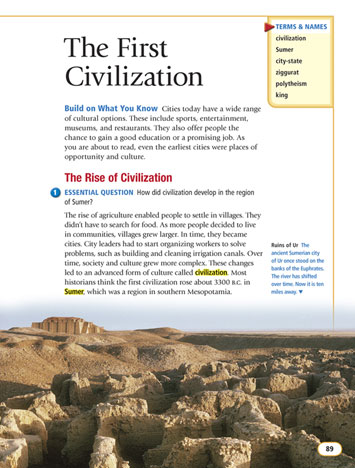 The First
Civilization
TERMS & NAMES
civilization
Sumer
city-state
ziggurat
polytheism
king
Build on What You Know Cities today have a wide range
of cultural options. These include sports, entertainment,
museums, and restaurants. They also offer people the
chance to gain a good education or a promising job. As
you are about to read, even the earliest cities were places of
opportunity and culture.
The Rise of Civilization
1 ESSENTIAL QUESTION How did civilization develop in the region
of Sumer?
The rise of agriculture enabled people to settle in villages. They
didn't have to search for food. As more people decided to live
in communities, villages grew larger. In time, they became
cities. City leaders had to start organizing workers to solve
problems, such as building and cleaning irrigation canals. Over
time, society and culture grew more complex. These changes
led to an advanced form of culture called civilization. Most
historians think the first civilization rose about 3300 B.C. in
Sumer, which was a region in southern Mesopotamia.
Ruins of Ur The
ancient Sumerian city
of Ur once stood on the
banks of the Euphrates.
The river has shifted
over time. Now it is ten
miles away. ▼
89